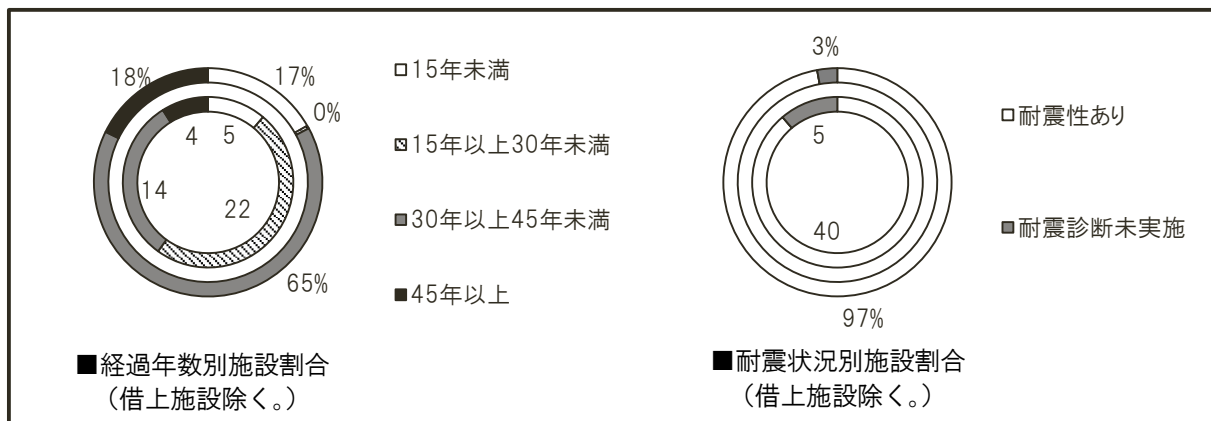 18%
17%
0%
4
5
14
22
65%
□15年未満
▧15年以上30年未満
■30年以上45年未満
■45年以上
■経過年数別施設割合
（借上施設除く。）
3%
5
40
97%
□耐震性あり
■耐震診断未実施
■耐震状況別施設割合
（借上施設除く。）